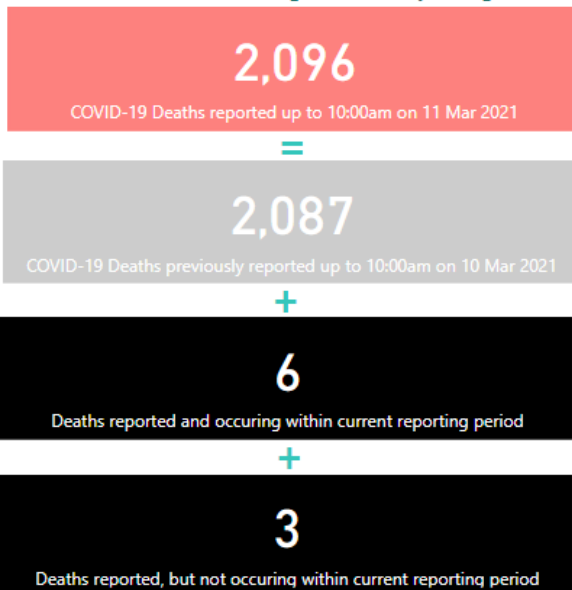 2,096
COVID-19 Deaths reported up to 10:00am on 11 Mar 2021
=
2,087
COVID-19 Deaths previously reported up to 10:00am on 10 Mar 2021
+
6
Deaths reported and occuring within current reporting period
+
3
Deaths reported, but not occuring within current reporting period